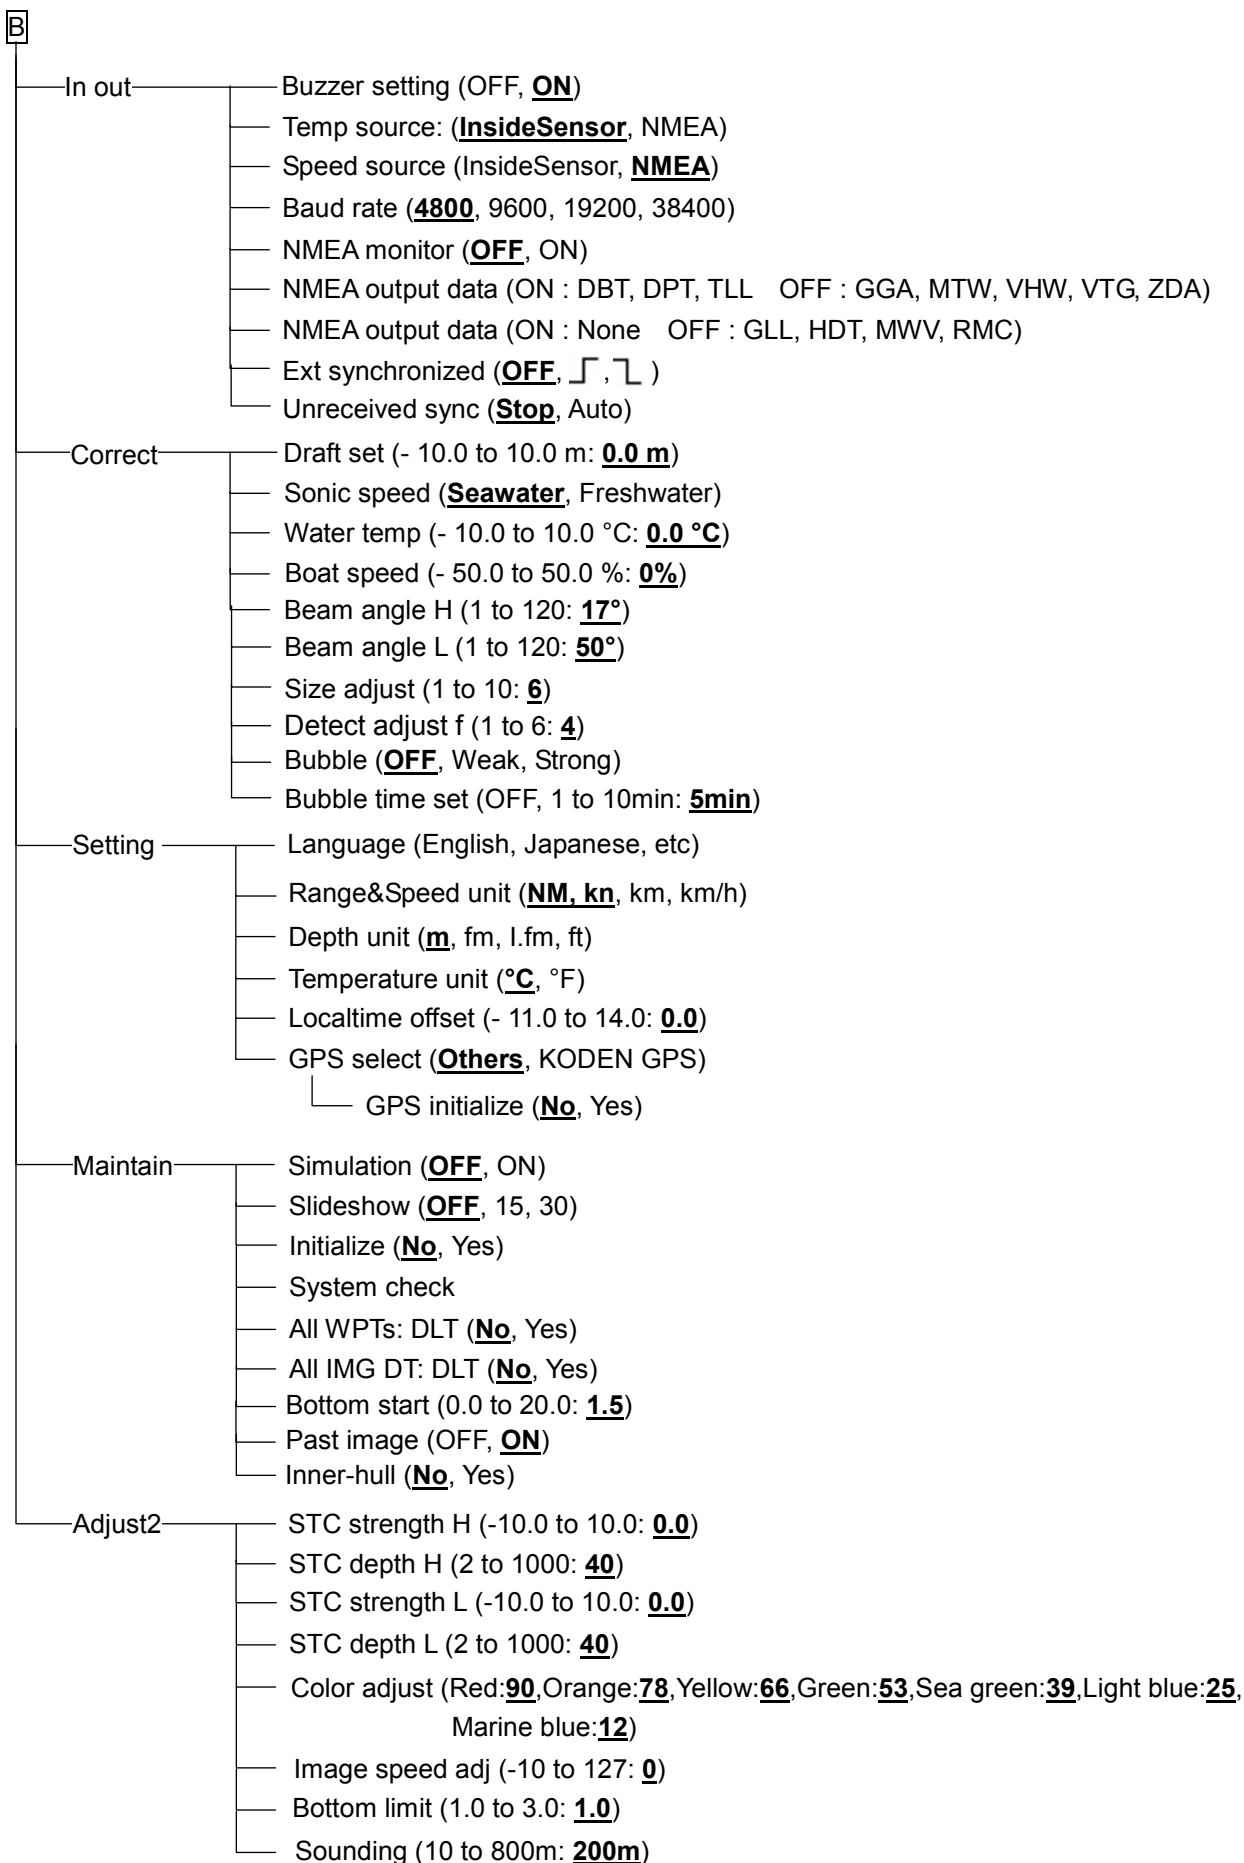 B
In out
Buzzer setting (OFF, ON)
Temp source: (InsideSensor, NMEA)
Speed source (InsideSensor, NMEA)
Baud rate (4800, 9600, 19200, 38400)
NMEA monitor (OFF, ON)
NMEA output data (ON : DBT, DPT, TLL OFF : GGA, MTW, VHW, VTG, ZDA)
NMEA output data (ON : None OFF : GLL, HDT, MWV, RMC)
Ext synchronized (OFF, , )
Unreceived sync (Stop, Auto)
Correct
Draft set (- 10.0 to 10.0 m: 0.0 m)
Sonic speed (Seawater, Freshwater)
Water temp (- 10.0 to 10.0 °C: 0.0 °C)
Boat speed (- 50.0 to 50.0 %: 0%)
Beam angle H (1 to 120: 17°)
Beam angle L (1 to 120: 50°)
Size adjust (1 to 10: 6)
Detect adjust f (1 to 6: 4)
Bubble (OFF, Weak, Strong)
Bubble time set (OFF, 1 to 10min: 5min)
Setting
Language (English, Japanese, etc)
Range&Speed unit (NM, kn, km, km/h)
Depth unit (m, fm, I.fm, ft)
Temperature unit (°C, °F)
Localtime offset (- 11.0 to 14.0: 0.0)
GPS select (Others, KODEN GPS)
GPS initialize (No, Yes)
Maintain
Simulation (OFF, ON)
Slideshow (OFF, 15, 30)
Initialize (No, Yes)
System check
All WPTs: DLT (No, Yes)
All IMG DT: DLT (No, Yes)
Bottom start (0.0 to 20.0: 1.5)
Past image (OFF, ON)
Inner-hull (No, Yes)
Adjust2
STC strength H (-10.0 to 10.0: 0.0)
STC depth H (2 to 1000: 40)
STC strength L (-10.0 to 10.0: 0.0)
STC depth L (2 to 1000: 40)
Color adjust (Red:90,Orange:78,Yellow:66,Green:53,Sea green:39,Light blue:25,
Marine blue:12)
Image speed adj (-10 to 127: 0)
Bottom limit (1.0 to 3.0: 1.0)
Sounding (10 to 800m: 200m)